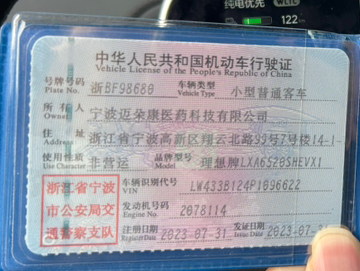 纯电优先 WLTC
122
中华人民共和国机动车行驶证
Vehicle License of the People's Republic of China
号牌号码 Plate No. 浙BF98680 车辆类型 Vehicle Type 小型普通客车
所有人 Owner 宁波迈朵康医药科技有限公司
住址 Address 浙江省宁波高新区翔云北路99号7号楼14-1-
使用性质 Use Character 非营运 品牌型号 Model 理想牌LXA6520SHEVX1
浙江省宁波市公安局交通警察支队
车辆识别代号 VIN LW433B124P1096622
发动机号码 Engine No. 2078114
注册日期 Register Date 2023-07-31 发证日期 Issue Date 2023-07-